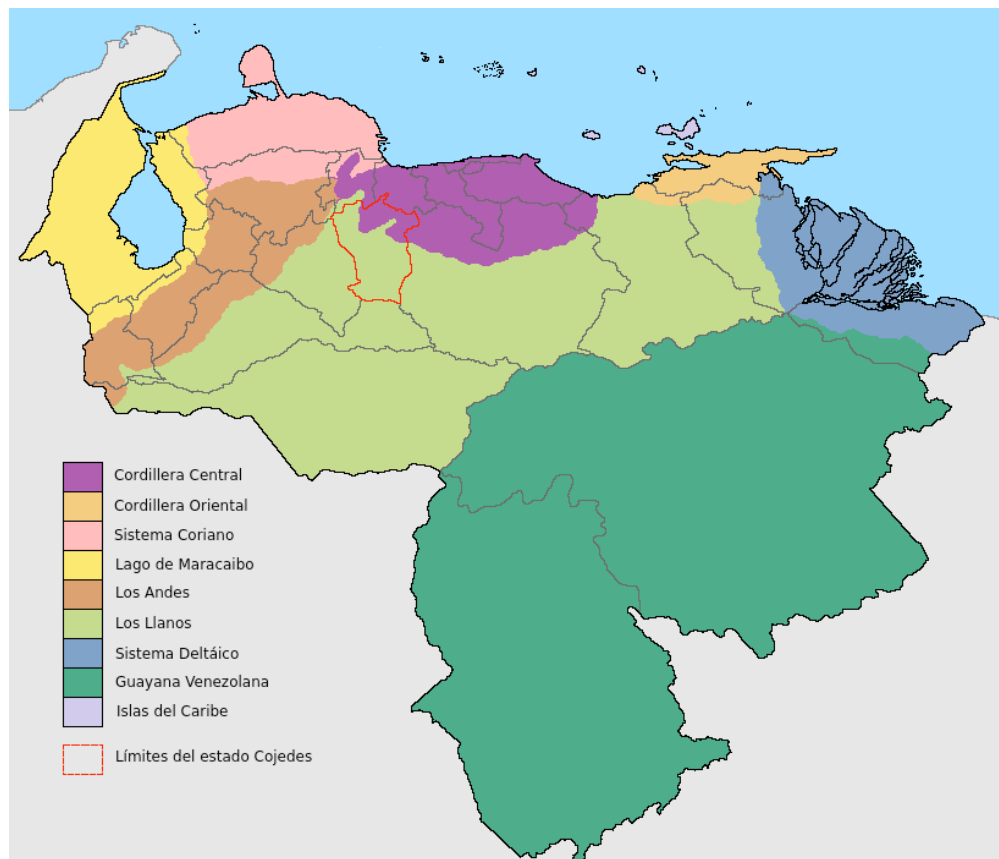 Cordillera Central
Cordillera Oriental
Sistema Coriano
Lago de Maracaibo
Los Andes
Los Llanos
Sistema Deltáico
Guayana Venezolana
Islas del Caribe
Límites del estado Cojedes